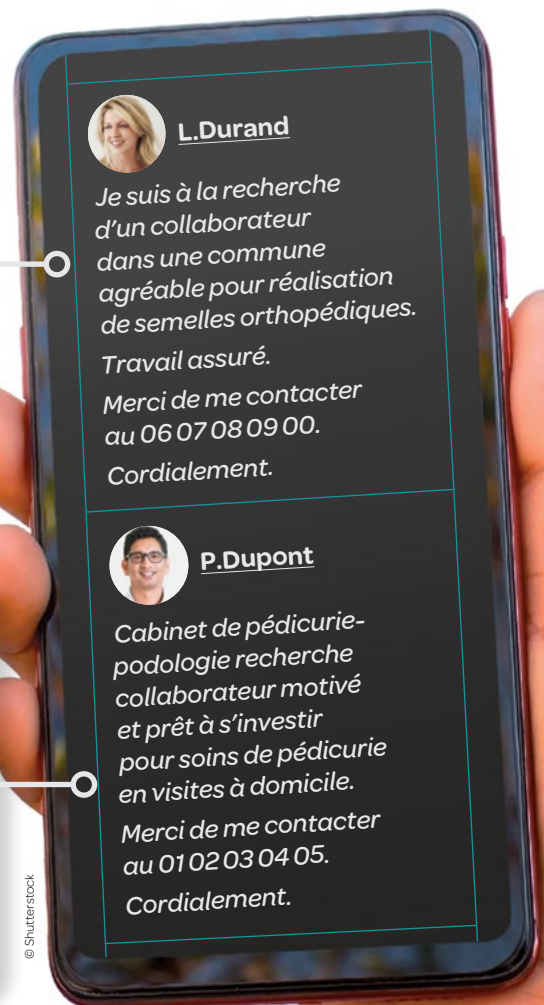 L.Durand
Je suis à la recherche
d'un collaborateur
dans une commune
agréable pour réalisation
de semelles orthopédiques.
Travail assuré.
Merci de me contacter
au 06 07 08 09 00.
Cordialement.
P.Dupont
Cabinet de pédicurie-
podologie recherche
collaborateur motivé
et prêt à s'investir
pour soins de pédicurie
en visites à domicile.
Merci de me contacter
au 01 02 03 04 05.
Cordialement.
© Shutterstock